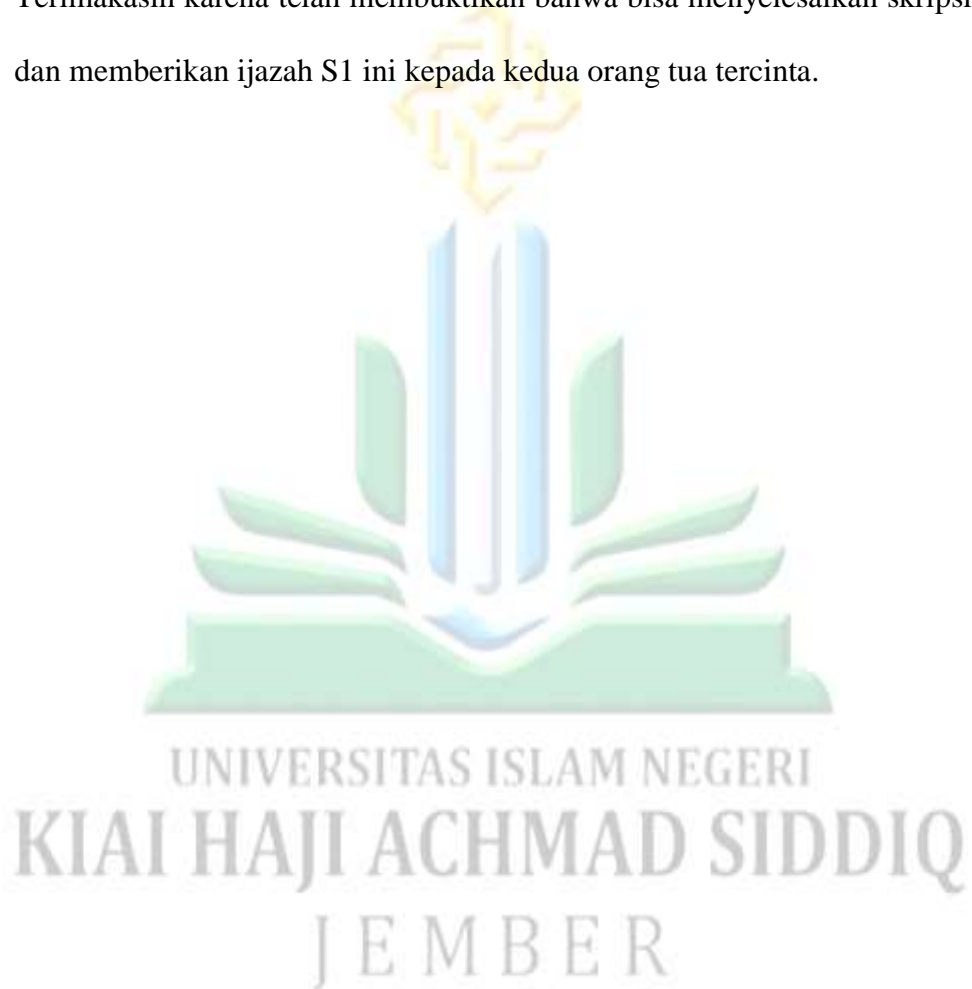 Terimakasih karena telah membuktikan bahwa bisa menyelesaikan skripsi
dan memberikan ijazah S1 ini kepada kedua orang tua tercinta.
UNIVERSITAS ISLAM NEGERI
KIAI HAJI ACHMAD SIDDIQ
JEMBER